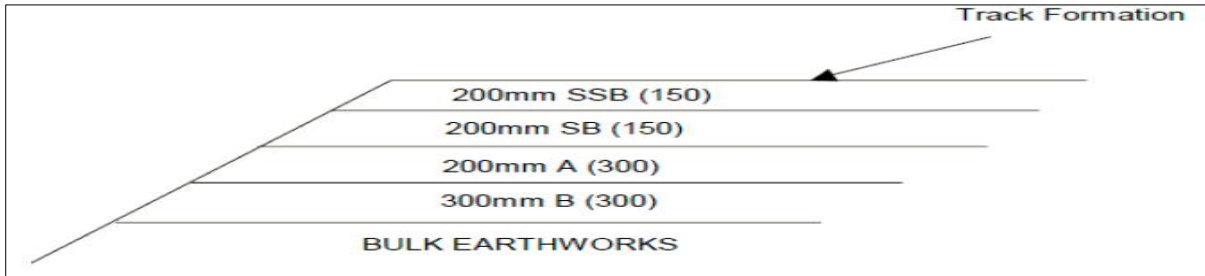 Track Formation
200mm SSB (150)
200mm SB (150)
200mm A (300)
300mm B (300)
BULK EARTHWORKS